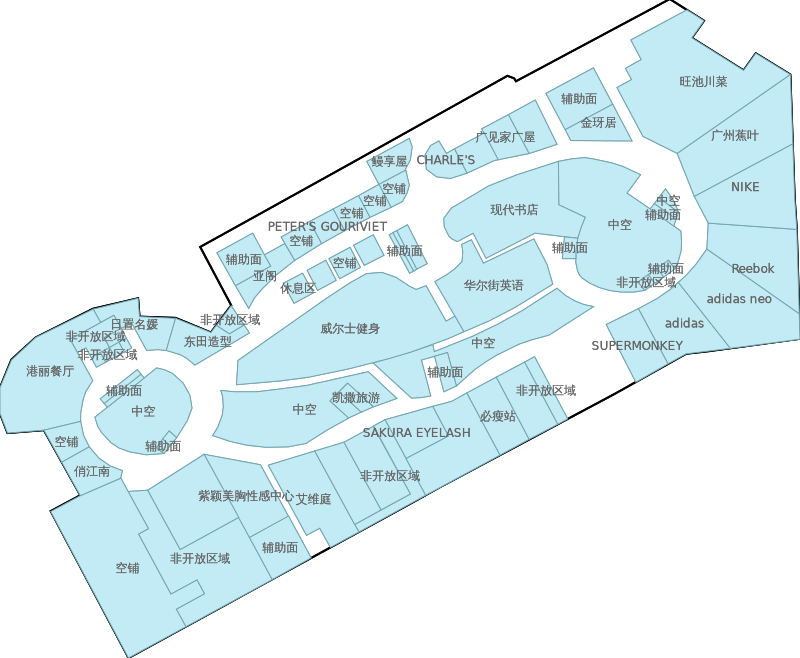 旺池川菜
辅助面
金玡居
广州蕉叶
广见家广屋
CHARLE'S
鳗享屋
NIKE
空铺
空铺
空铺
中空
辅助面
现代书店
中空
PETER'S GOURIVIET
空铺
辅助面
辅助面
辅助面
空铺
亚阁
辅助面
Reebok
非开放区域
华尔街英语
休息区
adidas neo
非开放区域
日置名媛
威尔士健身
adidas
非开放区域
东田造型
中空
SUPERMONKEY
非开放区域
港丽餐厅
辅助面
辅助面
非开放区域
凯撒旅游
中空
中空
必瘦站
SAKURA EYELASH
空铺
辅助面
俏江南
非开放区域
紫颖美胸性感中心
艾维庭
辅助面
非开放区域
空铺